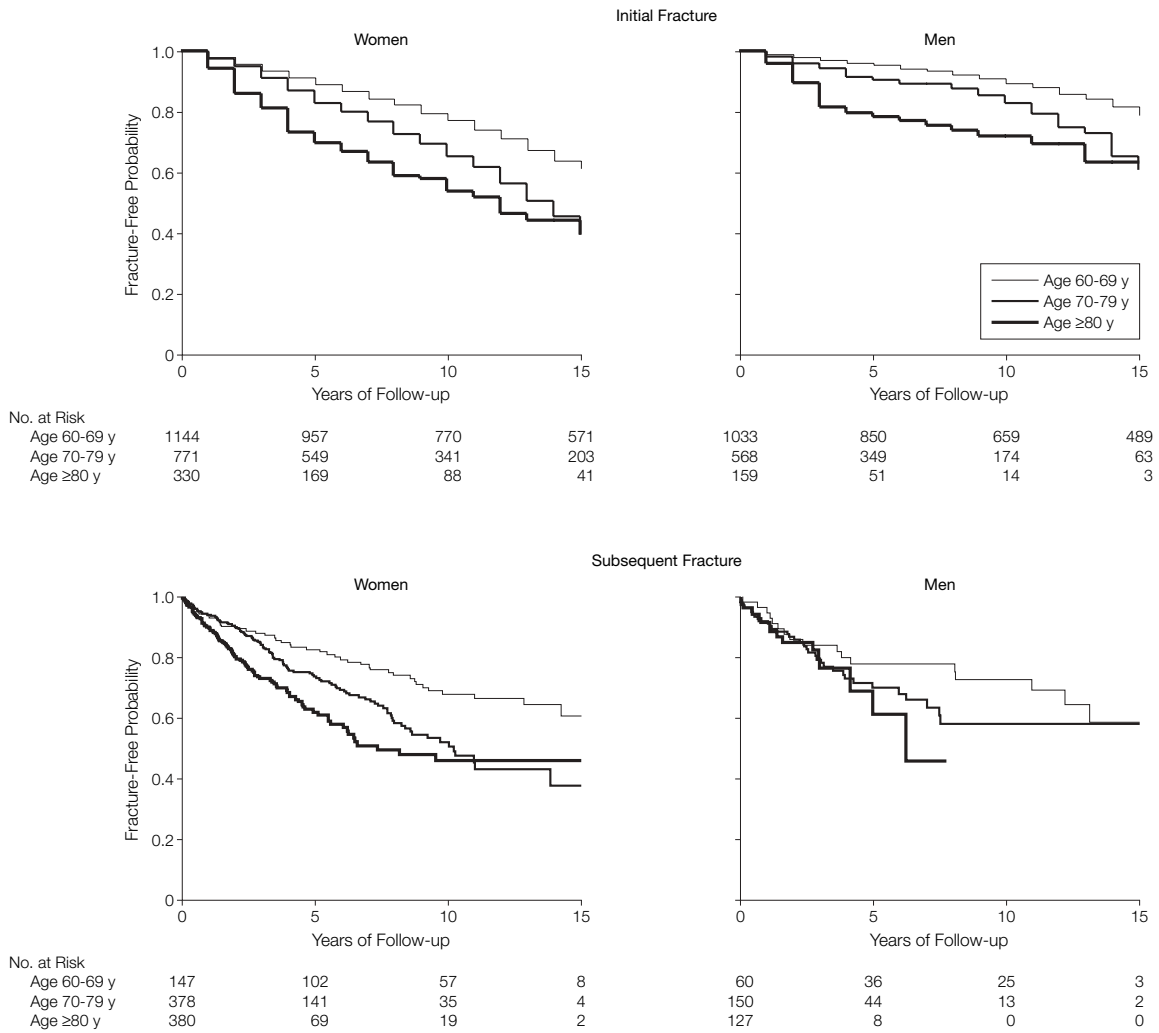 Initial Fracture
Women
Men
Fracture-Free Probability
1.0
0.8
0.6
0.4
0.2
0
0 5 10 15
0 5 10 15
Years of Follow-up
Years of Follow-up
Age 60-69 y
Age 70-79 y
Age ≥80 y
No. at Risk
Age 60-69 y 1144 957 770 571 1033 850 659 489
Age 70-79 y 771 549 341 203 568 349 174 63
Age ≥80 y 330 169 88 41 159 51 14 3
Subsequent Fracture
Women
Men
Fracture-Free Probability
1.0
0.8
0.6
0.4
0.2
0
0 5 10 15
0 5 10 15
Years of Follow-up
Years of Follow-up
No. at Risk
Age 60-69 y 147 102 57 8 60 36 25 3
Age 70-79 y 378 141 35 4 150 44 13 2
Age ≥80 y 380 69 19 2 127 8 0 0